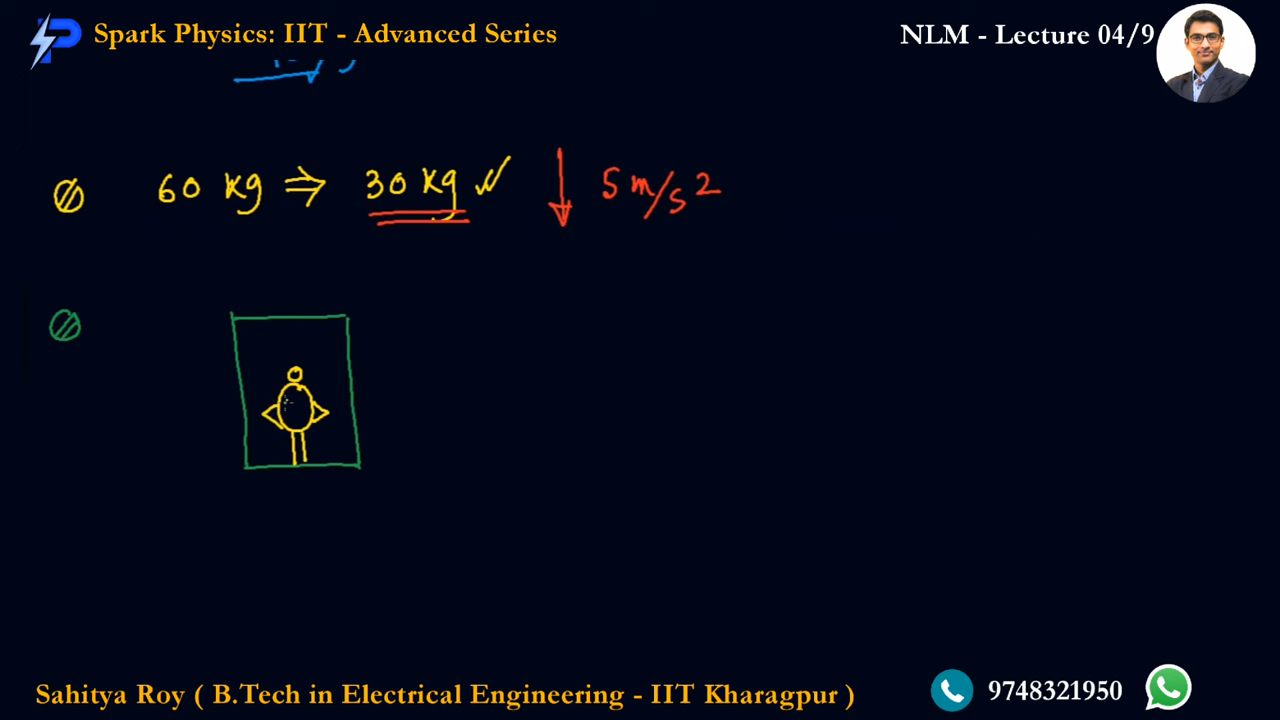 Spark Physics: IIT - Advanced Series
NLM - Lecture 04/9
60 kg ⇒ 30 kg ✓ ↓ 5 m/s2
Sahitya Roy ( B.Tech in Electrical Engineering - IIT Kharagpur )
9748321950